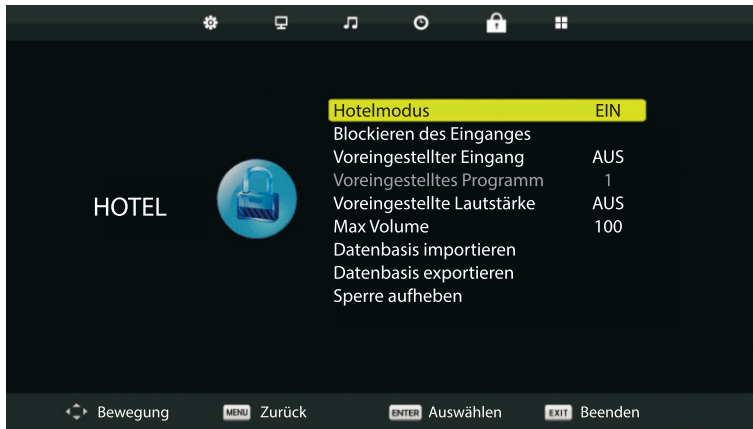 HOTEL
Hotelmodus EIN
Blockieren des Einganges
Voreingestellter Eingang AUS
Voreingestelltes Programm 1
Voreingestellte Lautstärke AUS
Max Volume 100
Datenbasis importieren
Datenbasis exportieren
Sperre aufheben
Bewegung MENU Zurück ENTER Auswählen EXIT Beenden